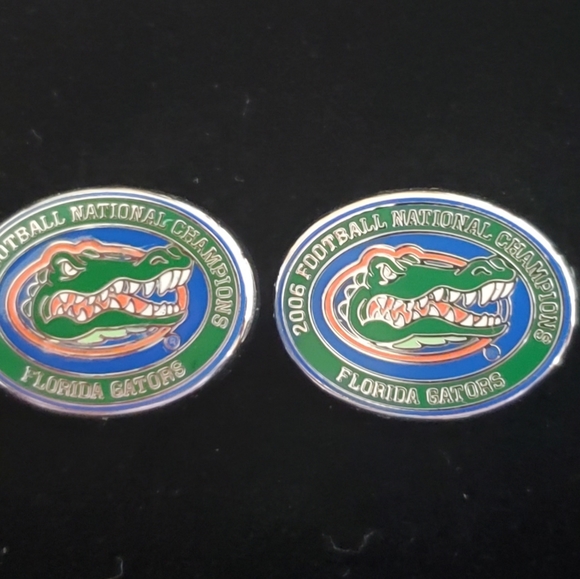 FOOTBALL NATIONAL CHAMPIONS
FLORIDA GATORS
2006 FOOTBALL NATIONAL CHAMPIONS
FLORIDA GATORS
®